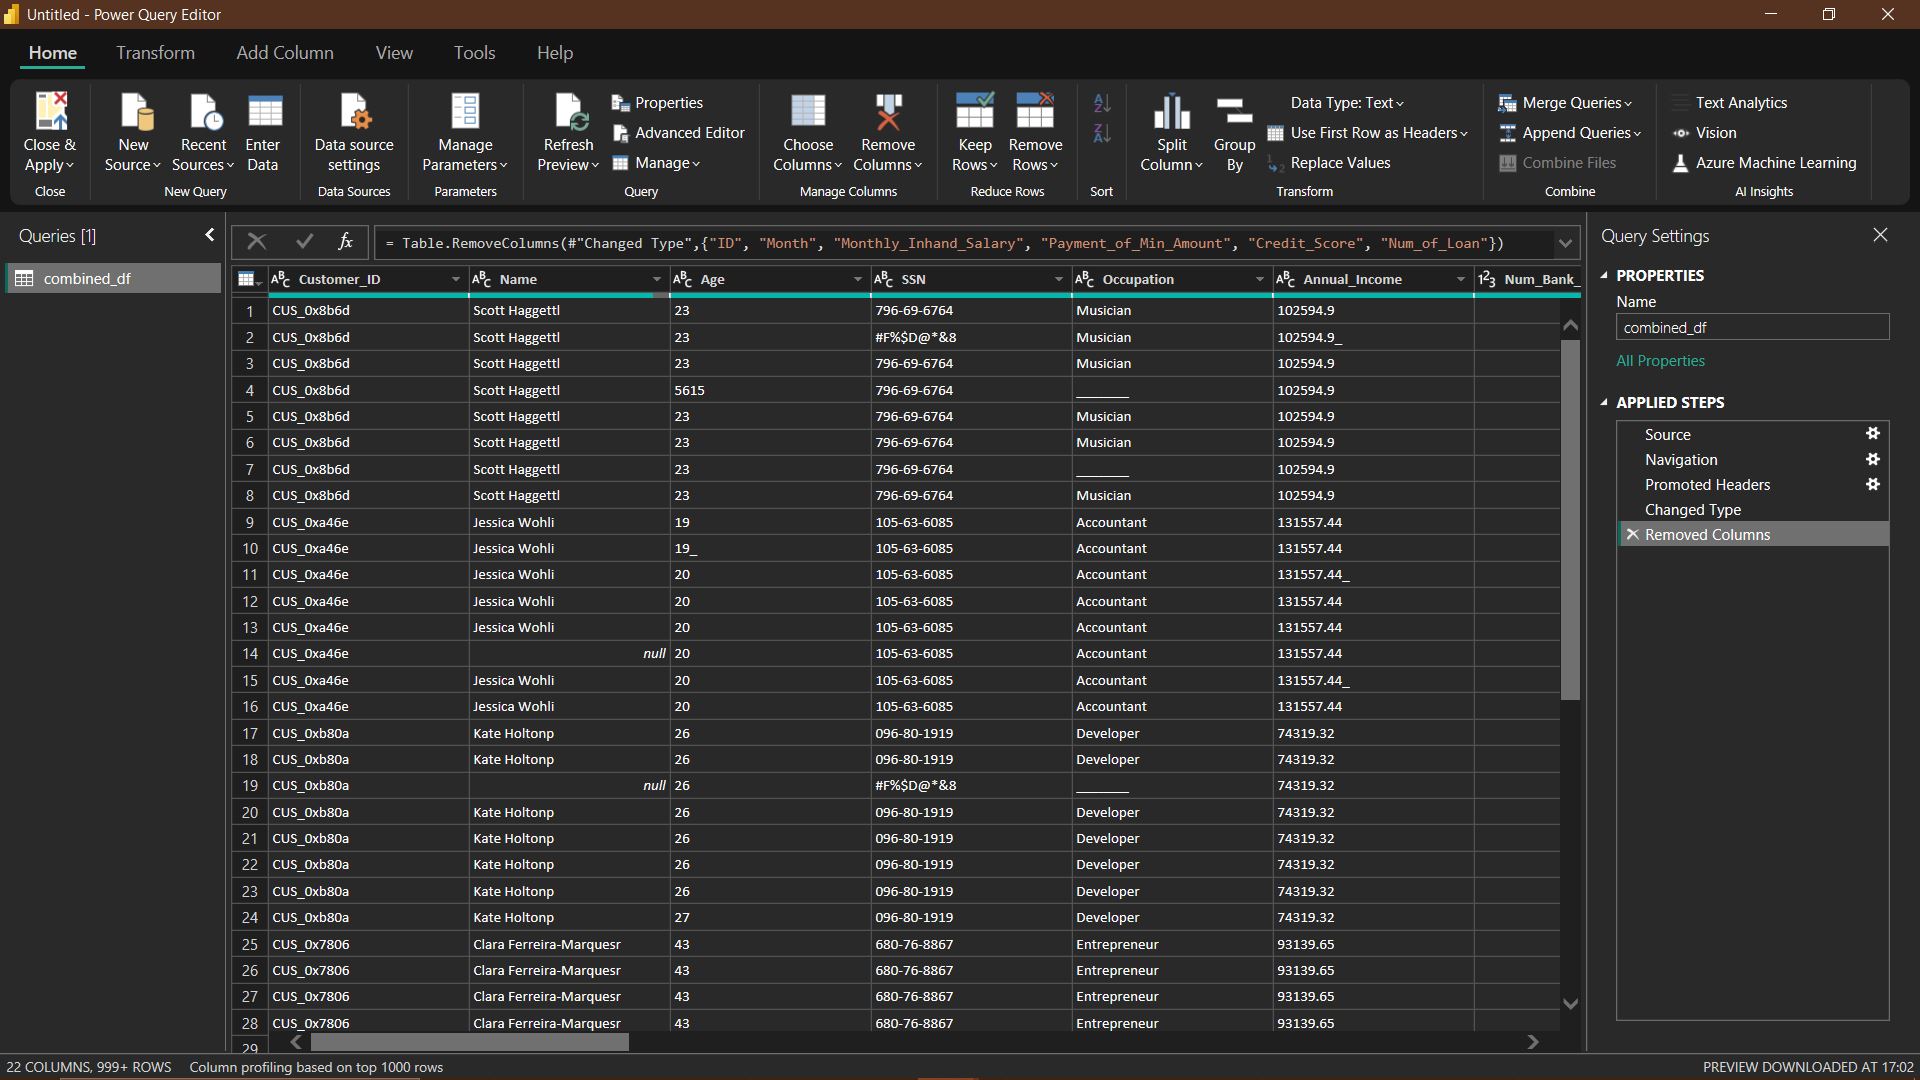 Untitled - Power Query Editor
Home Transform Add Column View Tools Help
Close & Apply
Close
New Source
Recent Sources
Enter Data
New Query
Data source settings
Data Sources
Manage Parameters
Parameters
Refresh Preview
Properties
Advanced Editor
Manage
Query
Choose Columns
Remove Columns
Manage Columns
Keep Rows
Remove Rows
Reduce Rows
Sort
Split Column
Group By
Data Type: Text
Use First Row as Headers
Replace Values
Transform
Merge Queries
Append Queries
Combine Files
Combine
Text Analytics
Vision
Azure Machine Learning
AI Insights
Queries [1]
combined_df
fx = Table.RemoveColumns(#"Changed Type",{"ID", "Month", "Monthly_Inhand_Salary", "Payment_of_Min_Amount", "Credit_Score", "Num_of_Loan"})
ABC Customer_ID ABC Name ABC Age ABC SSN ABC Occupation ABC Annual_Income 123 Num_Bank_
1 CUS_0x8b6d Scott Haggettl 23 796-69-6764 Musician 102594.9
2 CUS_0x8b6d Scott Haggettl 23 #F%$D@*&8 Musician 102594.9_
3 CUS_0x8b6d Scott Haggettl 23 796-69-6764 Musician 102594.9
4 CUS_0x8b6d Scott Haggettl 5615 796-69-6764 _______ 102594.9
5 CUS_0x8b6d Scott Haggettl 23 796-69-6764 Musician 102594.9
6 CUS_0x8b6d Scott Haggettl 23 796-69-6764 Musician 102594.9
7 CUS_0x8b6d Scott Haggettl 23 796-69-6764 _______ 102594.9
8 CUS_0x8b6d Scott Haggettl 23 796-69-6764 Musician 102594.9
9 CUS_0xa46e Jessica Wohli 19 105-63-6085 Accountant 131557.44
10 CUS_0xa46e Jessica Wohli 19_ 105-63-6085 Accountant 131557.44
11 CUS_0xa46e Jessica Wohli 20 105-63-6085 Accountant 131557.44_
12 CUS_0xa46e Jessica Wohli 20 105-63-6085 Accountant 131557.44
13 CUS_0xa46e Jessica Wohli 20 105-63-6085 Accountant 131557.44
14 CUS_0xa46e null 20 105-63-6085 Accountant 131557.44
15 CUS_0xa46e Jessica Wohli 20 105-63-6085 Accountant 131557.44_
16 CUS_0xa46e Jessica Wohli 20 105-63-6085 Accountant 131557.44
17 CUS_0xb80a Kate Holtonp 26 096-80-1919 Developer 74319.32
18 CUS_0xb80a Kate Holtonp 26 096-80-1919 Developer 74319.32
19 CUS_0xb80a null 26 #F%$D@*&8 _______ 74319.32
20 CUS_0xb80a Kate Holtonp 26 096-80-1919 Developer 74319.32
21 CUS_0xb80a Kate Holtonp 26 096-80-1919 Developer 74319.32
22 CUS_0xb80a Kate Holtonp 26 096-80-1919 Developer 74319.32
23 CUS_0xb80a Kate Holtonp 26 096-80-1919 Developer 74319.32
24 CUS_0xb80a Kate Holtonp 27 096-80-1919 Developer 74319.32
25 CUS_0x7806 Clara Ferreira-Marquesr 43 680-76-8867 Entrepreneur 93139.65
26 CUS_0x7806 Clara Ferreira-Marquesr 43 680-76-8867 Entrepreneur 93139.65
27 CUS_0x7806 Clara Ferreira-Marquesr 43 680-76-8867 Entrepreneur 93139.65
28 CUS_0x7806 Clara Ferreira-Marquesr 43 680-76-8867 Entrepreneur 93139.65
29
Query Settings
PROPERTIES
Name
combined_df
All Properties
APPLIED STEPS
Source
Navigation
Promoted Headers
Changed Type
Removed Columns
22 COLUMNS, 999+ ROWS Column profiling based on top 1000 rows
PREVIEW DOWNLOADED AT 17:02